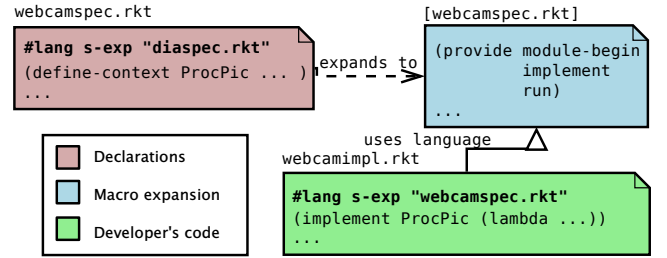 webcamspec.rkt
#lang s-exp "diaspec.rkt"
(define-context ProcPic ... )
...
expands to
[webcamspec.rkt]
(provide module-begin
implement
run)
...
uses language
webcamimpl.rkt
#lang s-exp "webcamspec.rkt"
(implement ProcPic (lambda ...))
...
Declarations
Macro expansion
Developer's code